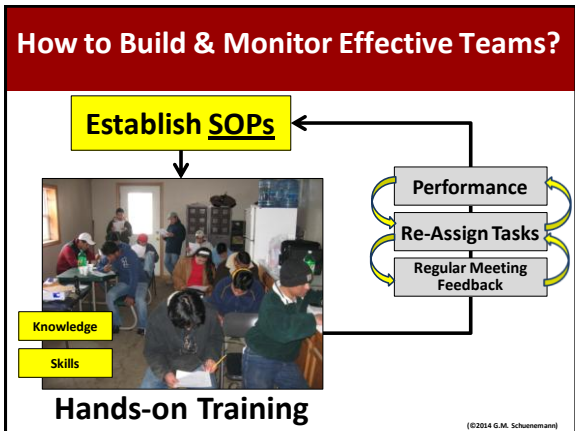 How to Build & Monitor Effective Teams?
Establish SOPs
Performance
Re-Assign Tasks
Regular Meeting
Feedback
Knowledge
Skills
Hands-on Training
(©2014 G.M. Schuenemann)